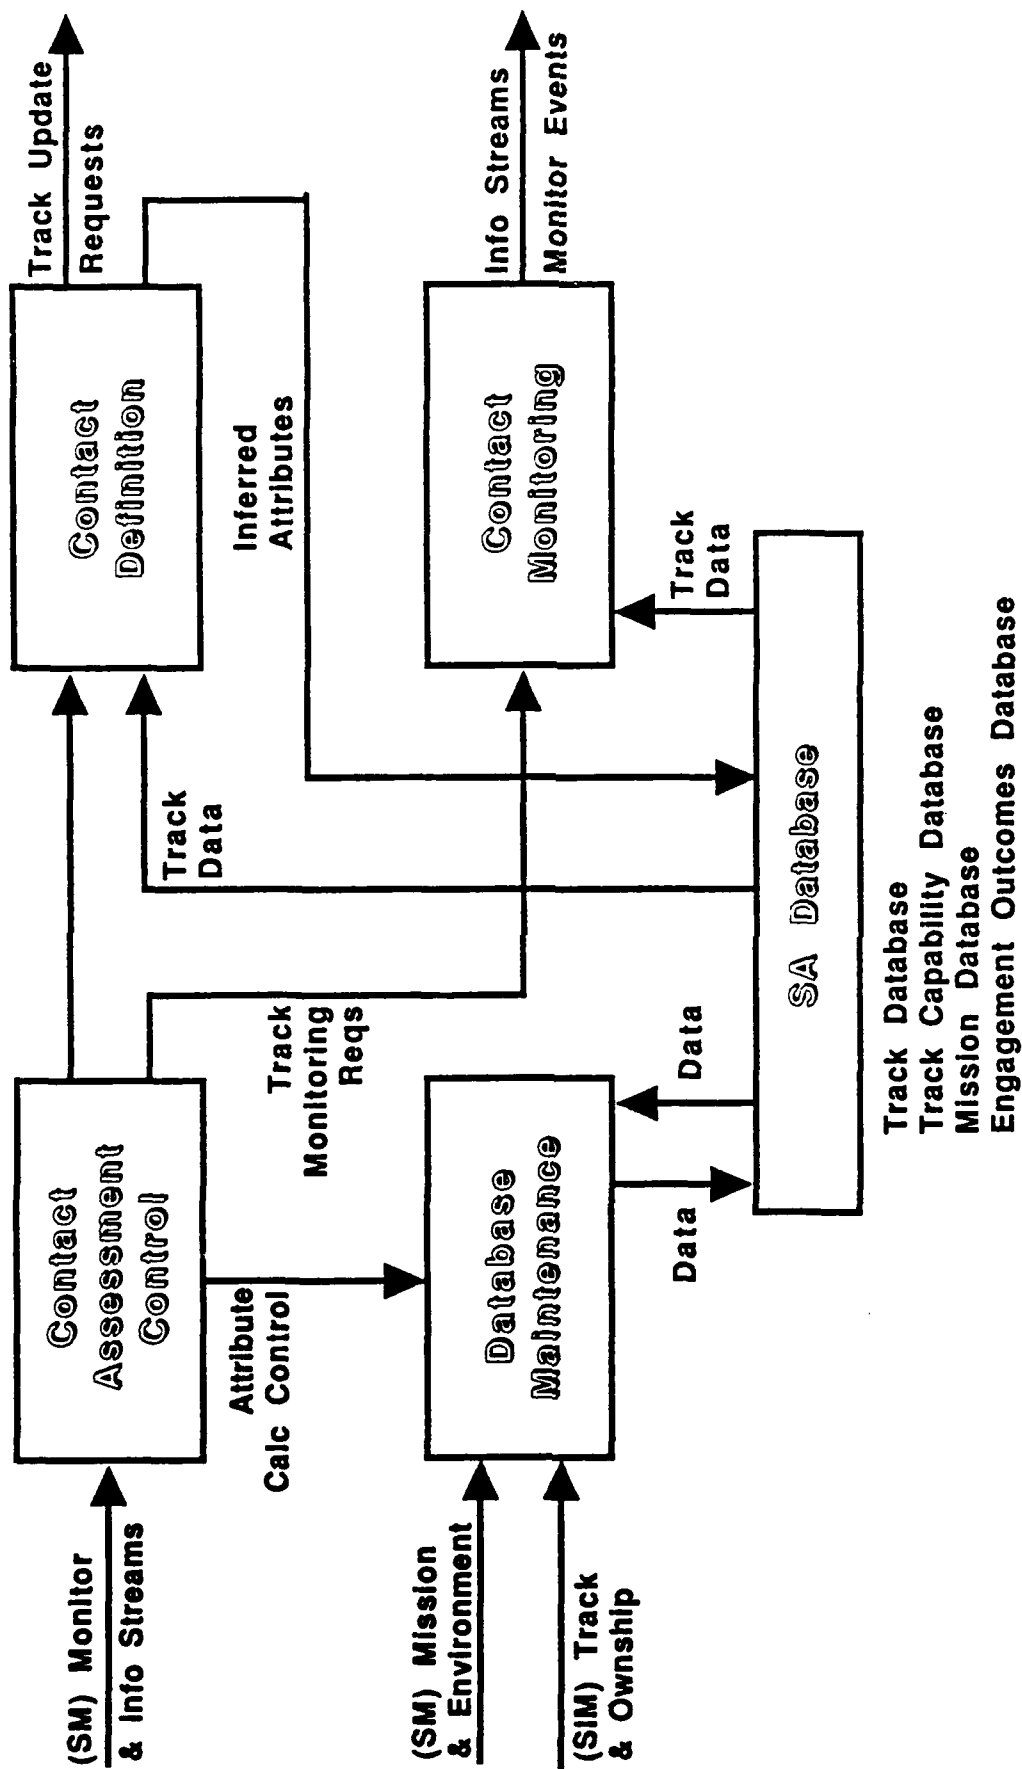 (SM) Monitor
& Info Streams
Contact
Assessment
Control
Contact
Definition
Track Update
Requests
Track
Data
Inferred
Attributes
Attribute
Calc Control
Track
Monitoring
Reqs
(SM) Mission
& Environment
(SIM) Track
& Ownship
Database
Maintenance
Contact
Monitoring
Info Streams
Monitor Events
Data
Data
Track
Data
SA Database
Track Database
Track Capability Database
Mission Database
Engagement Outcomes Database